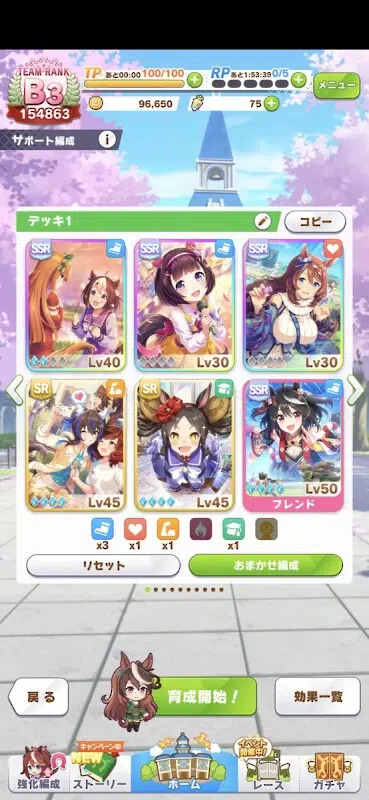 TEAM RANK
B3
154863
TP あと00:00 100/100
RP あと1:53:39 0/5
メニュー
96,650
75
サポート編成 i
デッキ1
コピー
SSR
Lv40
SSR
Lv30
SSR
Lv30
SR
Lv45
SR
Lv45
SSR
Lv50
フレンド
x3 x1 x1 x1
リセット
おまかせ編成
戻る
育成開始！
効果一覧
キャンペーン中
NEW
イベント
開催中！
強化編成
ストーリー
ホーム
レース
ガチャ